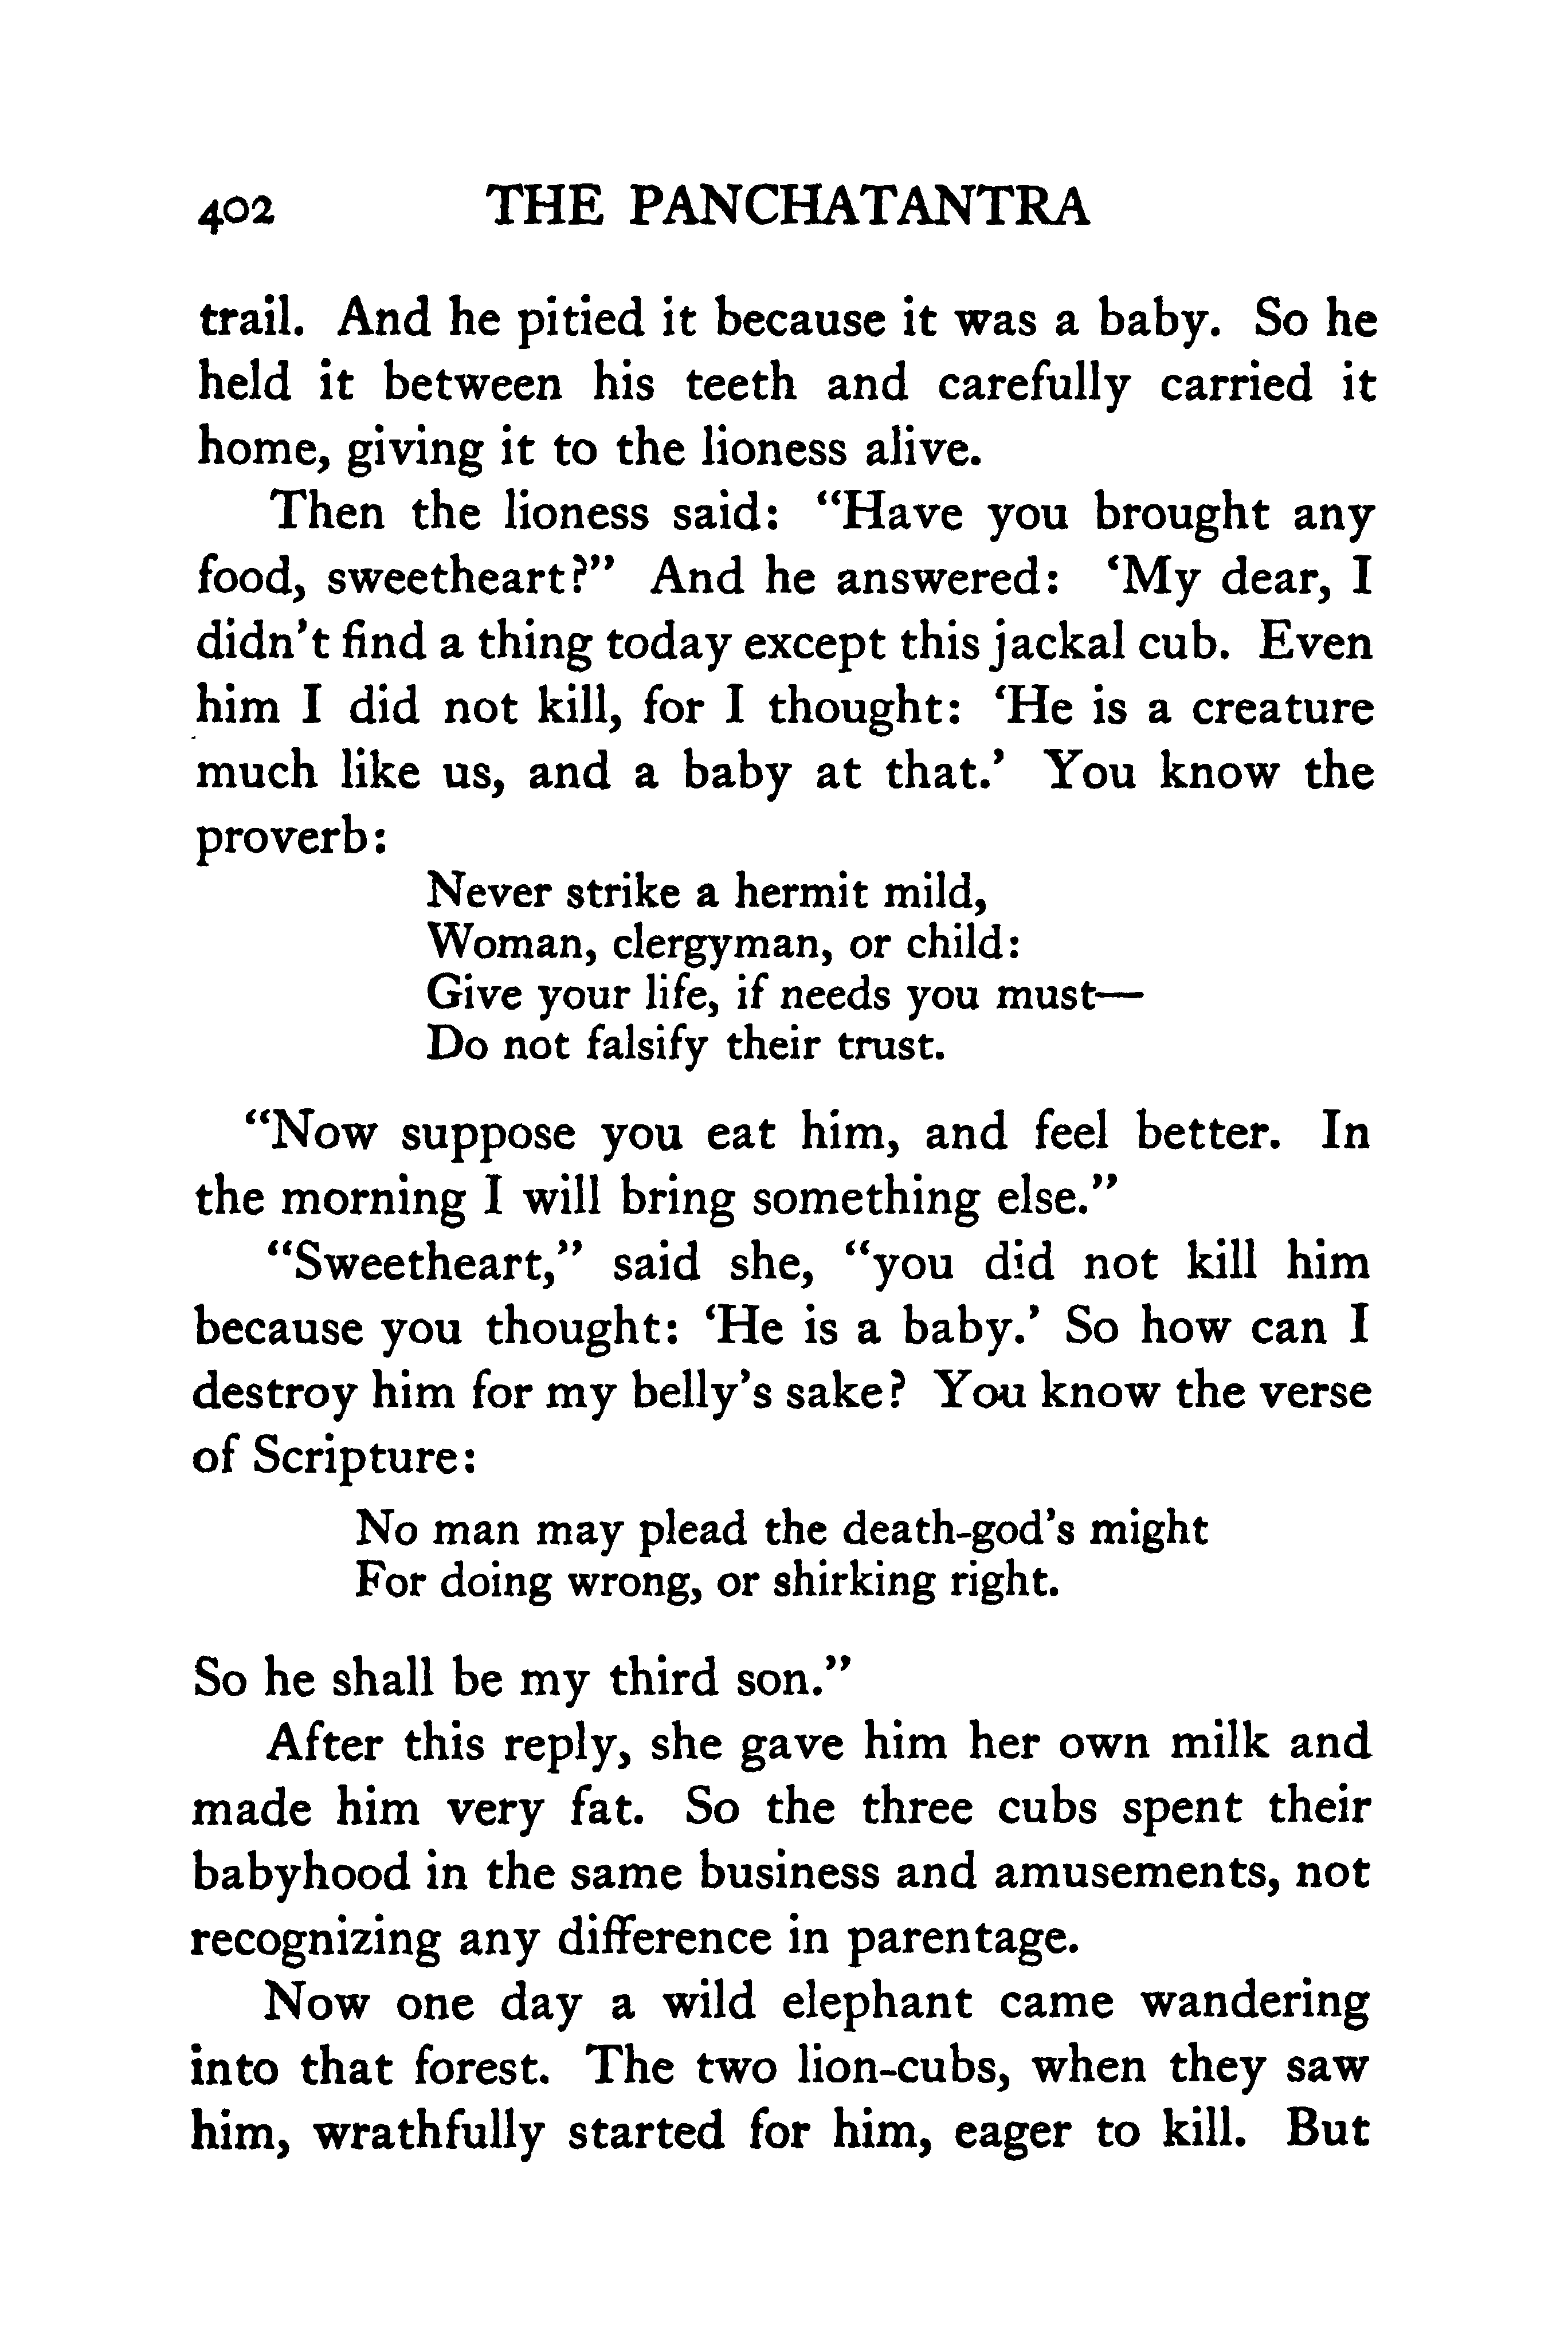 402 THE PANCHATANTRA
trail. And he pitied it because it was a baby. So he
held it between his teeth and carefully carried it
home, giving it to the lioness alive.
Then the lioness said: “Have you brought any
food, sweetheart?” And he answered: ‘My dear, I
didn’t find a thing today except this jackal cub. Even
him I did not kill, for I thought: ‘He is a creature
much like us, and a baby at that.’ You know the
proverb:
Never strike a hermit mild,
Woman, clergyman, or child:
Give your life, if needs you must—
Do not falsify their trust.
“Now suppose you eat him, and feel better. In
the morning I will bring something else.”
“Sweetheart,” said she, “you did not kill him
because you thought: ‘He is a baby.’ So how can I
destroy him for my belly’s sake? You know the verse
of Scripture:
No man may plead the death-god’s might
For doing wrong, or shirking right.
So he shall be my third son.”
After this reply, she gave him her own milk and
made him very fat. So the three cubs spent their
babyhood in the same business and amusements, not
recognizing any difference in parentage.
Now one day a wild elephant came wandering
into that forest. The two lion-cubs, when they saw
him, wrathfully started for him, eager to kill. But